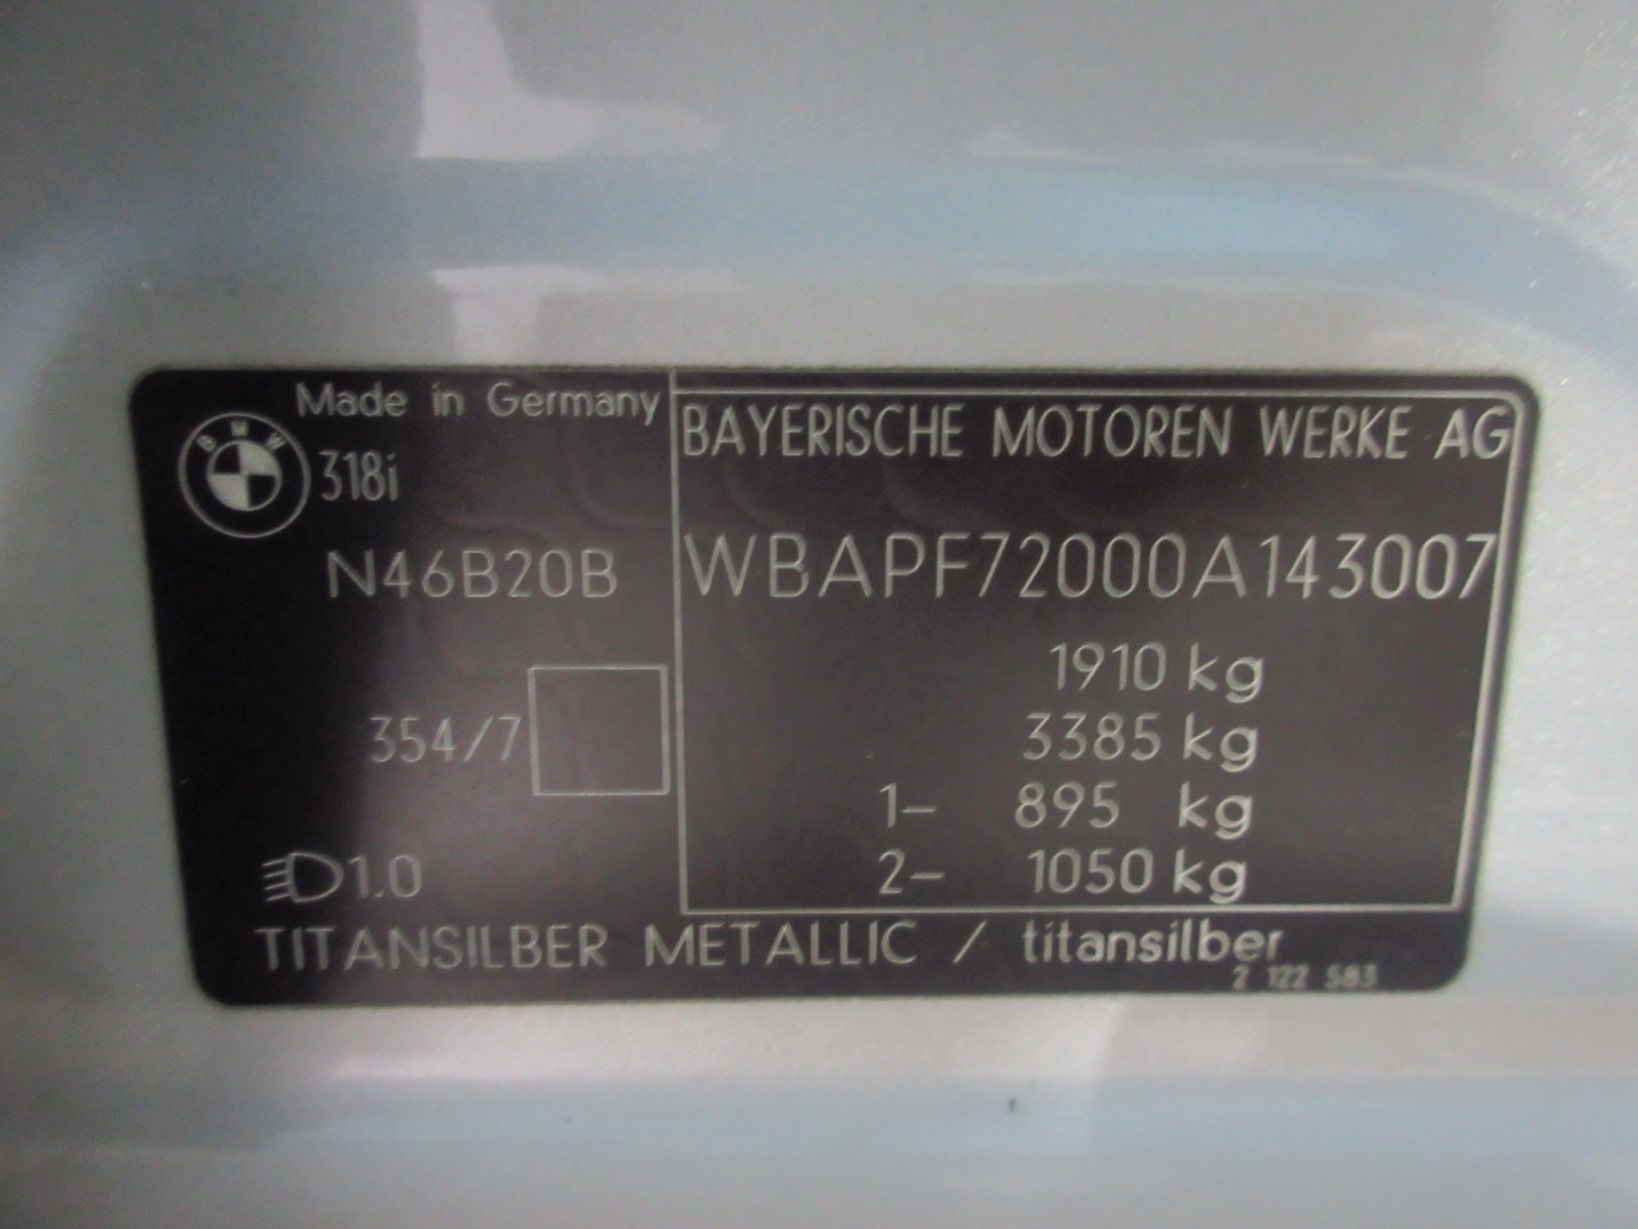 Made in Germany
BMW
318i
N46B20B
354/7
1.0
BAYERISCHE MOTOREN WERKE AG
WBAPF72000A143007
1910 kg
3385 kg
1- 895 kg
2- 1050 kg
TITANSILBER METALLIC / titansilber
2 122 583